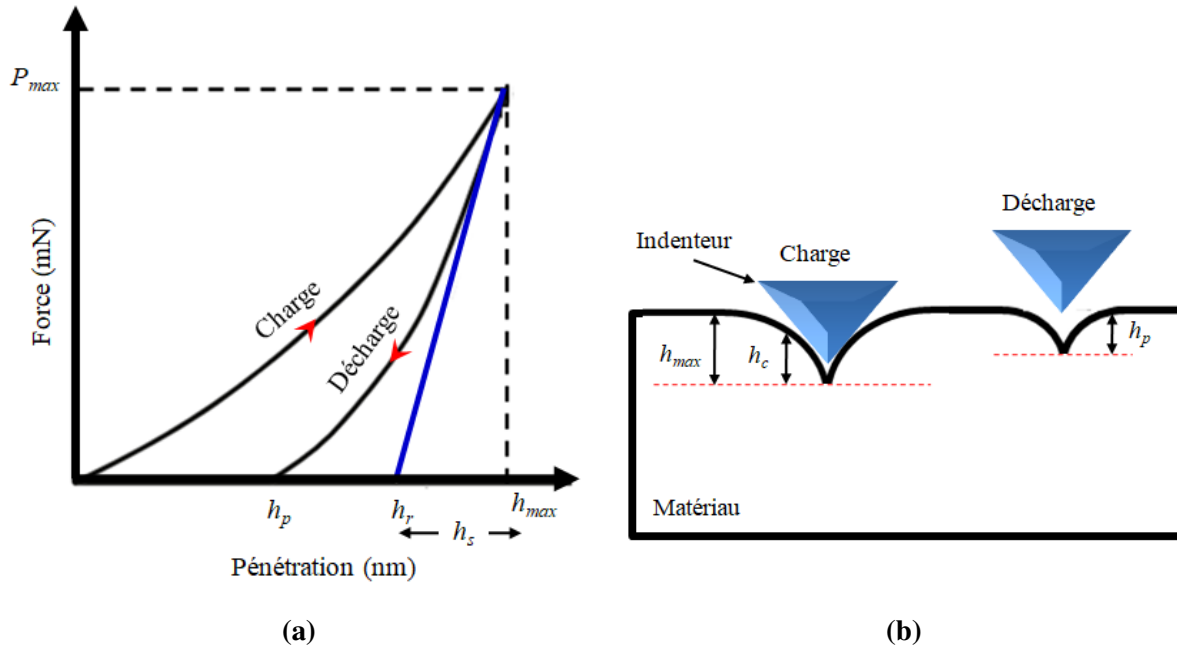 P_max
Force (mN)
Charge
Décharge
h_p
h_r
h_max
h_s
Pénétration (nm)
(a)
Décharge
Indenteur
Charge
h_max
h_c
h_p
Matériau
(b)